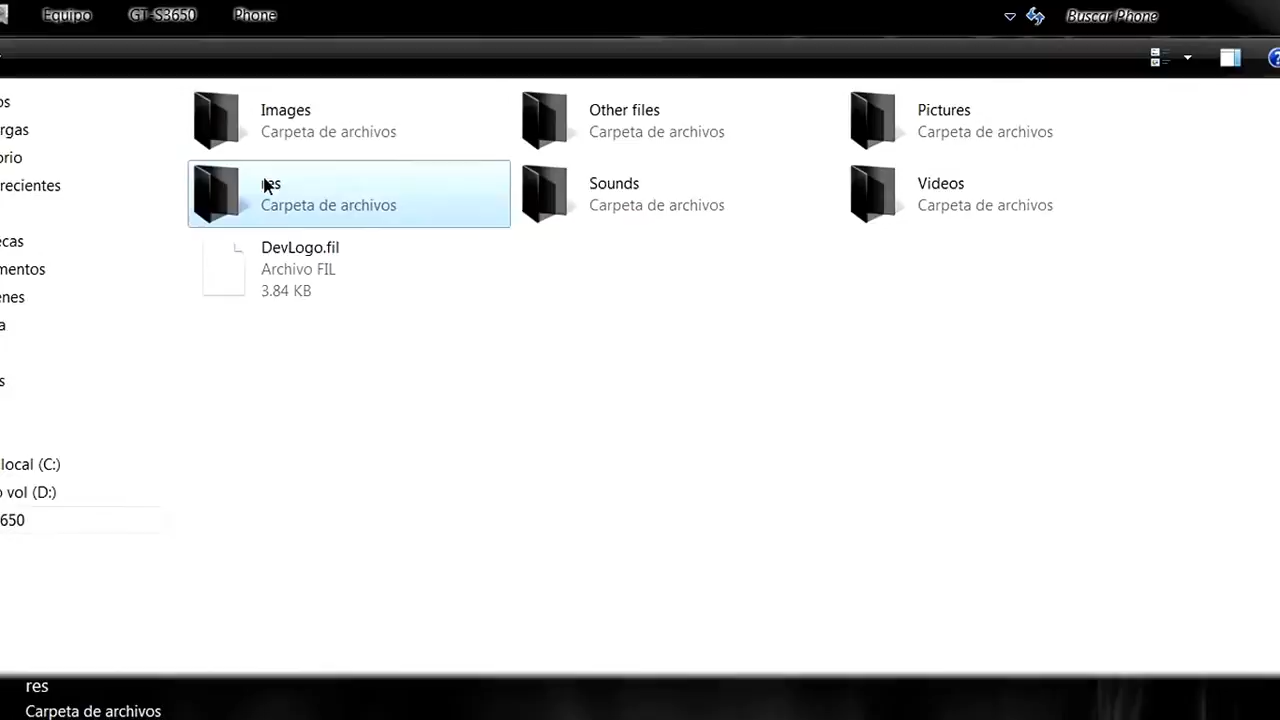 Equipo GT-S3650 Phone Buscar Phone
Images
Carpeta de archivos
Other files
Carpeta de archivos
Pictures
Carpeta de archivos
res
Carpeta de archivos
Sounds
Carpeta de archivos
Videos
Carpeta de archivos
DevLogo.fil
Archivo FIL
3.84 KB
os
rgas
orio
recientes
ecas
mentos
enes
a
s
local (C:)
o vol (D:)
650
res
Carpeta de archivos